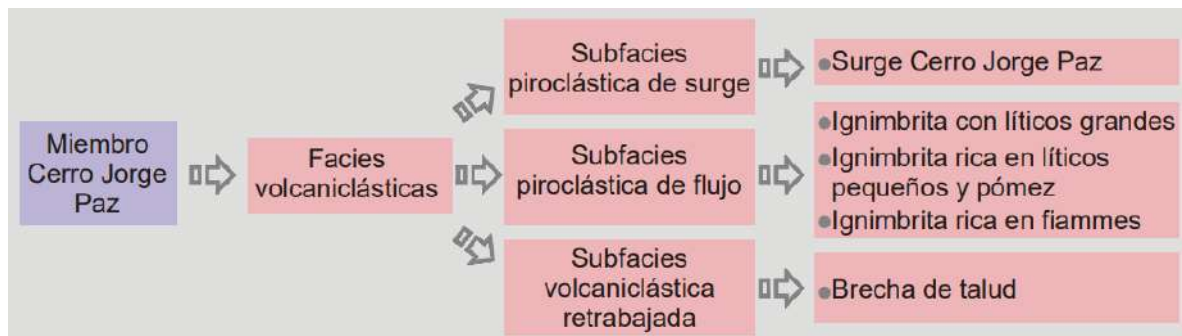 Miembro
Cerro Jorge
Paz
Facies
volcaniclásticas
Subfacies
piroclástica de surge
Surge Cerro Jorge Paz
Subfacies
piroclástica de flujo
Ignimbrita con líticos grandes
Ignimbrita rica en líticos
pequeños y pómez
Ignimbrita rica en fiammes
Subfacies
volcaniclástica
retrabajada
Brecha de talud